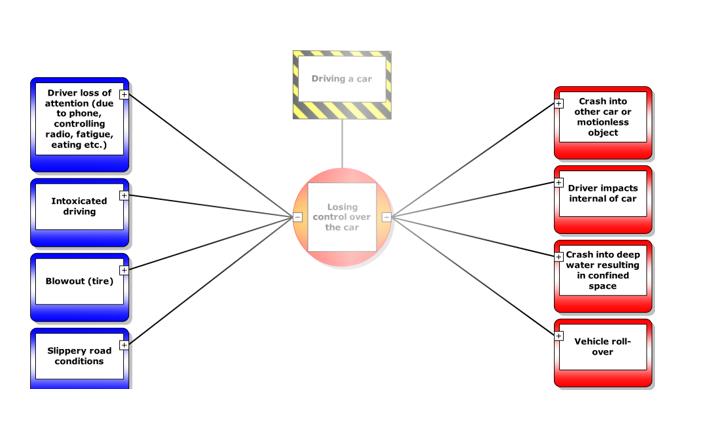 Driving a car
Driver loss of
attention (due
to phone,
controlling
radio, fatigue,
eating etc.)
Intoxicated
driving
Blowout (tire)
Slippery road
conditions
Losing
control over
the car
Crash into
other car or
motionless
object
Driver impacts
internal of car
Crash into deep
water resulting
in confined
space
Vehicle roll-
over